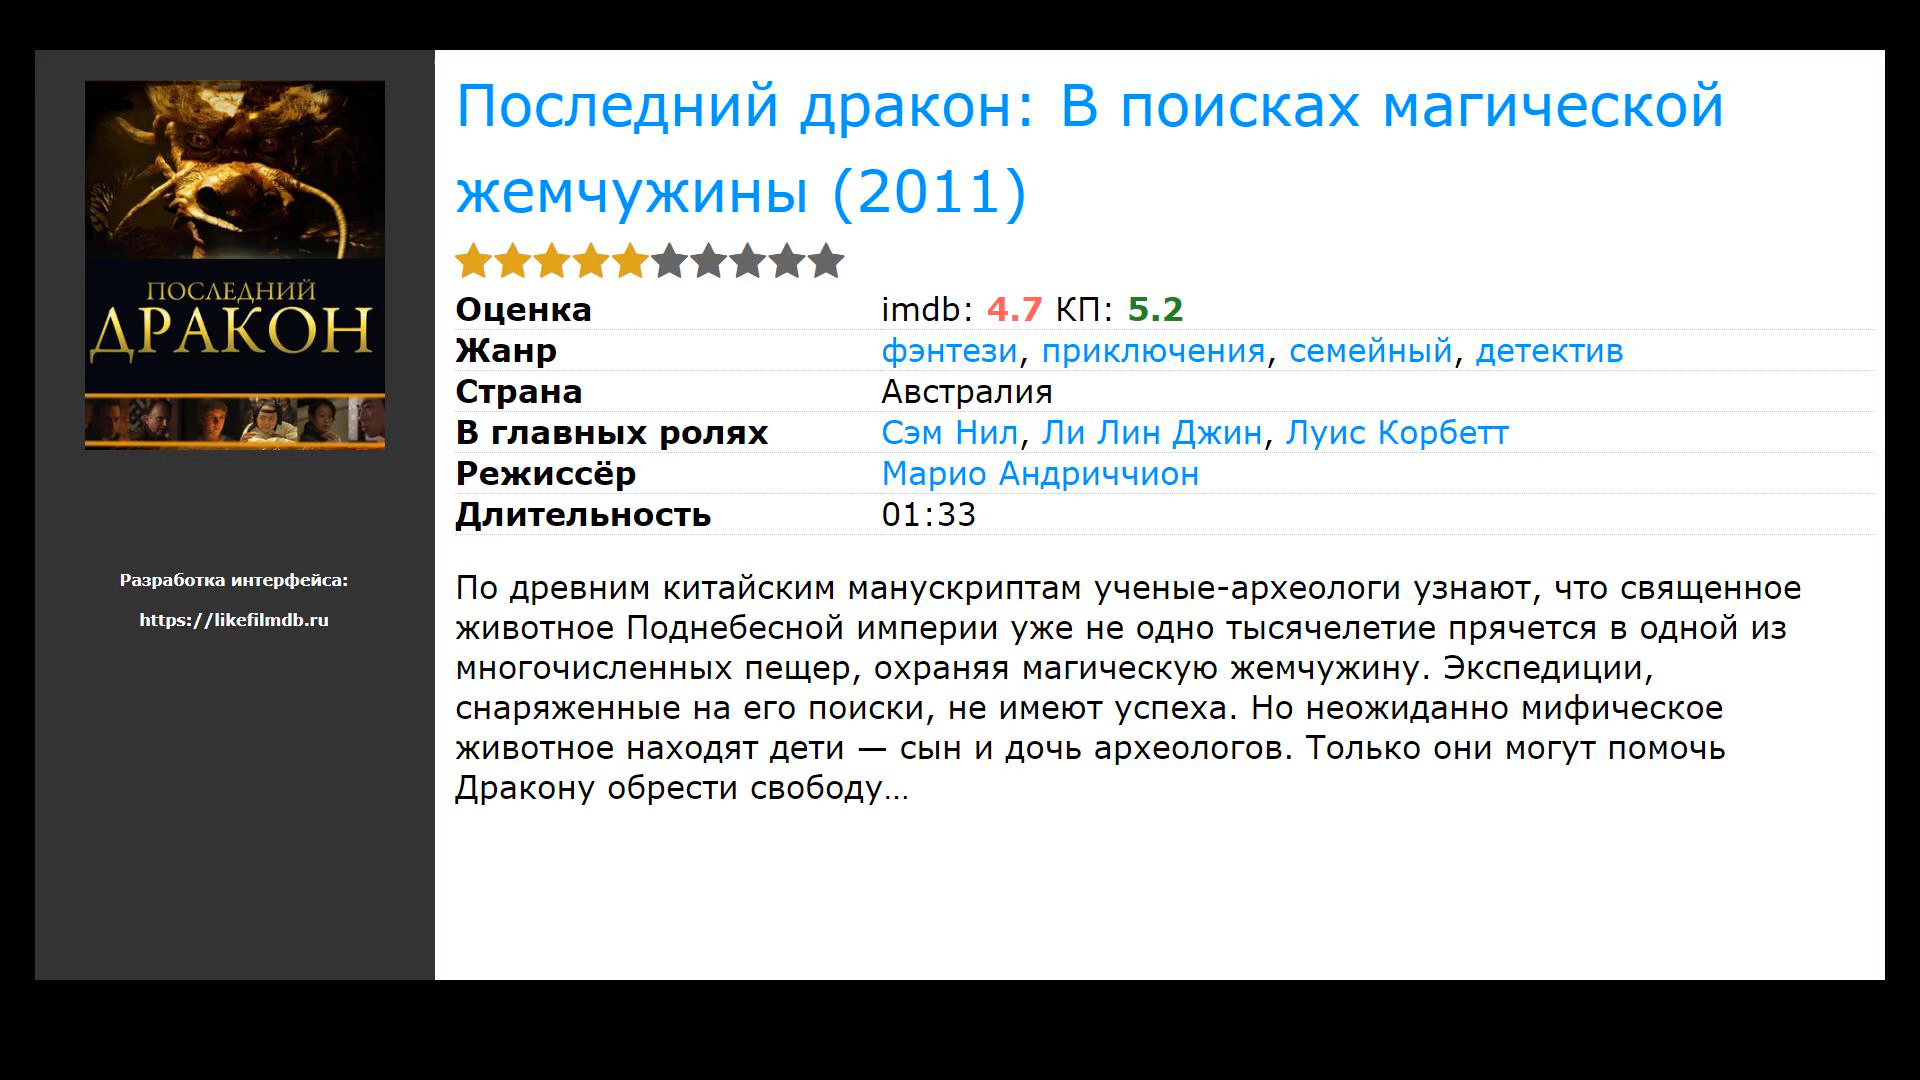 ПОСЛЕДНИЙ
ДРАКОН
Разработка интерфейса:
https://likefilmdb.ru
Последний дракон: В поисках магической
жемчужины (2011)
Оценка imdb: 4.7 КП: 5.2
Жанр фэнтези, приключения, семейный, детектив
Страна Австралия
В главных ролях Сэм Нил, Ли Лин Джин, Луис Корбетт
Режиссёр Марио Андриччион
Длительность 01:33
По древним китайским манускриптам ученые-археологи узнают, что священное
животное Поднебесной империи уже не одно тысячелетие прячется в одной из
многочисленных пещер, охраняя магическую жемчужину. Экспедиции,
снаряженные на его поиски, не имеют успеха. Но неожиданно мифическое
животное находят дети — сын и дочь археологов. Только они могут помочь
Дракону обрести свободу…